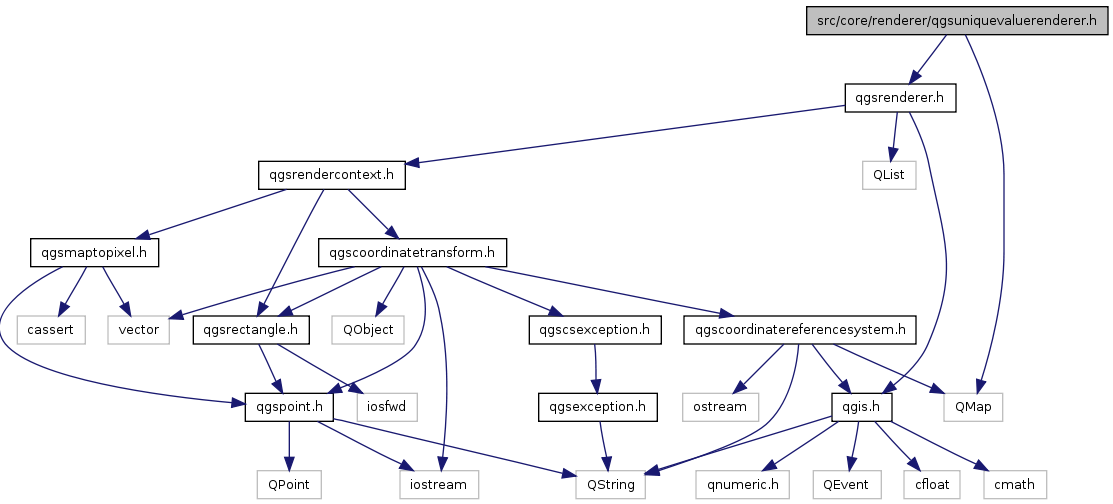 src/core/renderer/qgsuniquevaluerenderer.h
qgsrenderer.h
qgsrendercontext.h
QList
qgsmaptopixel.h
qgscoordinatetransform.h
cassert
vector
qgsrectangle.h
QObject
qgscsexception.h
qgscoordinatereferencesystem.h
qgspoint.h
iosfwd
qgsexception.h
ostream
qgis.h
QMap
QPoint
iostream
QString
qnumeric.h
QEvent
cfloat
cmath